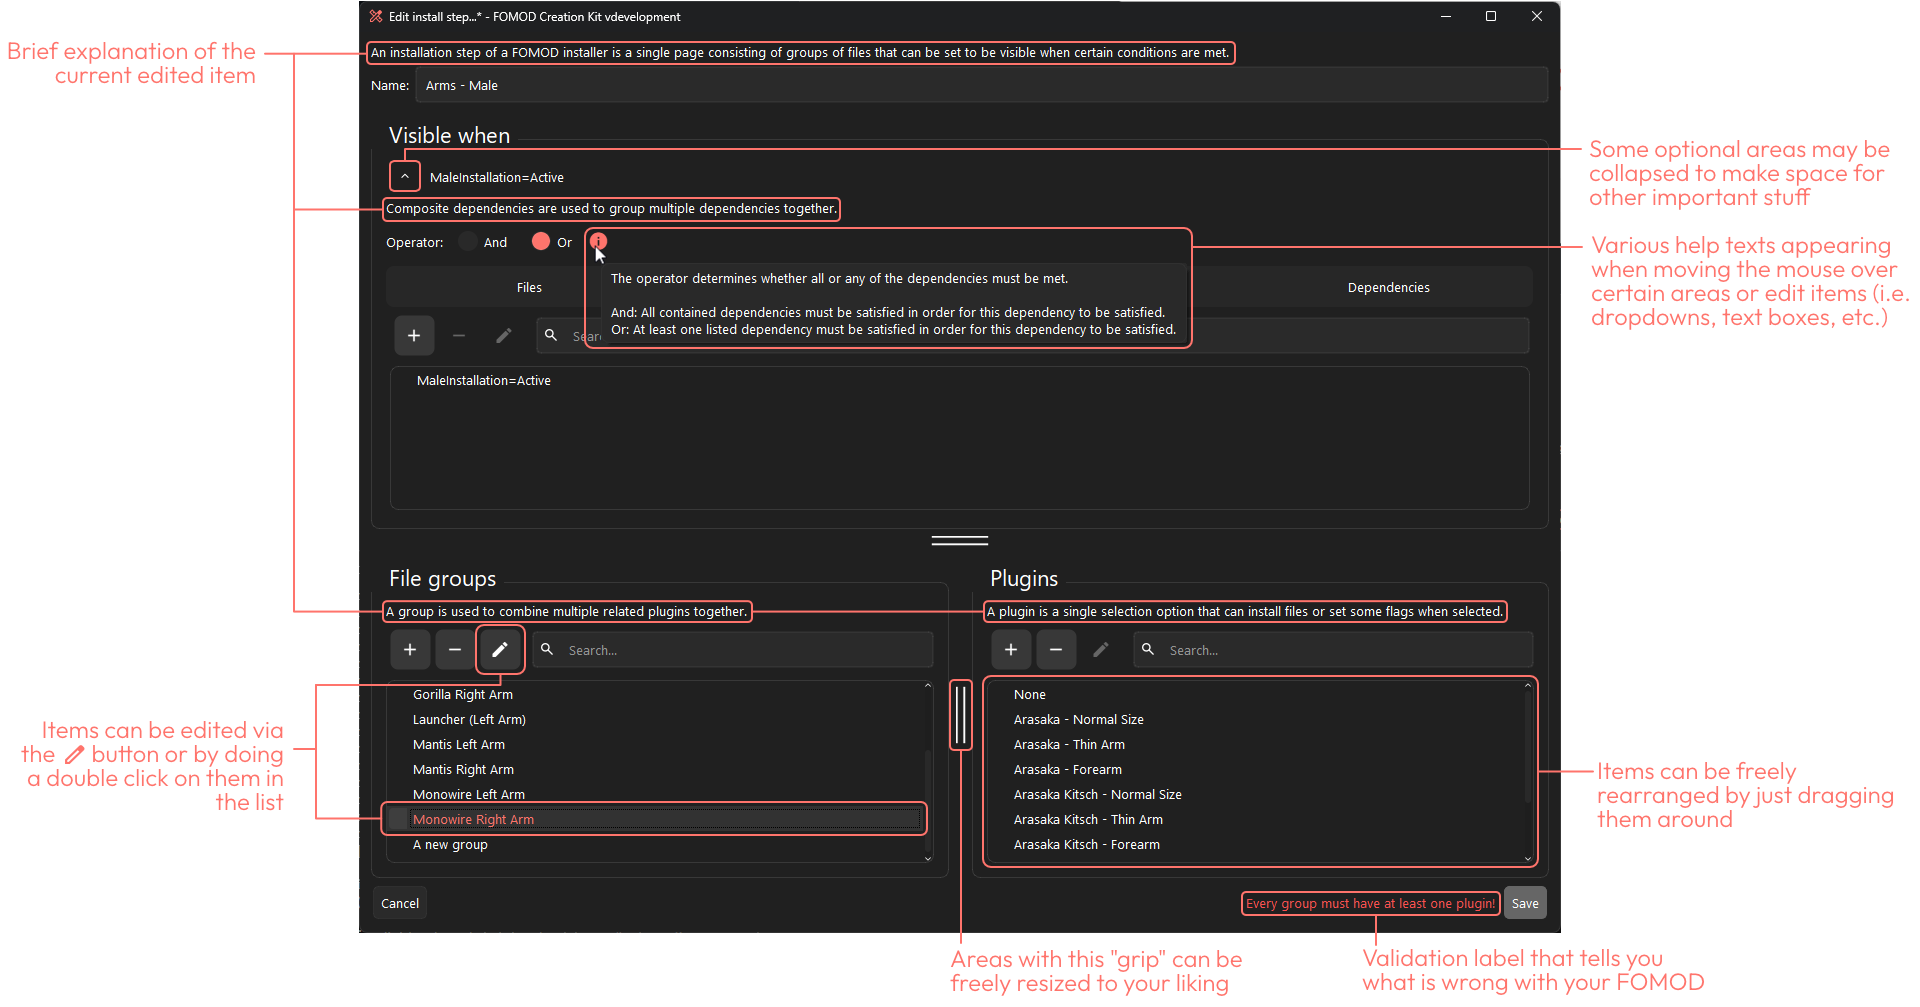 Edit install step...* - FOMOD Creation Kit vdevelopment
Brief explanation of the
current edited item
An installation step of a FOMOD installer is a single page consisting of groups of files that can be set to be visible when certain conditions are met.
Name: Arms - Male
Visible when
MaleInstallation=Active
Some optional areas may be
collapsed to make space for
other important stuff
Composite dependencies are used to group multiple dependencies together.
Operator: And Or
Various help texts appearing
when moving the mouse over
certain areas or edit items (i.e.
dropdowns, text boxes, etc.)
The operator determines whether all or any of the dependencies must be met.
And: All contained dependencies must be satisfied in order for this dependency to be satisfied.
Or: At least one listed dependency must be satisfied in order for this dependency to be satisfied.
Files
Dependencies
MaleInstallation=Active
File groups
A group is used to combine multiple related plugins together.
Search...
Gorilla Right Arm
Launcher (Left Arm)
Mantis Left Arm
Mantis Right Arm
Monowire Left Arm
Monowire Right Arm
A new group
Items can be edited via
the button or by doing
a double click on them in
the list
Plugins
A plugin is a single selection option that can install files or set some flags when selected.
Search...
None
Arasaka - Normal Size
Arasaka - Thin Arm
Arasaka - Forearm
Arasaka Kitsch - Normal Size
Arasaka Kitsch - Thin Arm
Arasaka Kitsch - Forearm
Items can be freely
rearranged by just dragging
them around
Cancel
Every group must have at least one plugin!
Save
Areas with this "grip" can be
freely resized to your liking
Validation label that tells you
what is wrong with your FOMOD